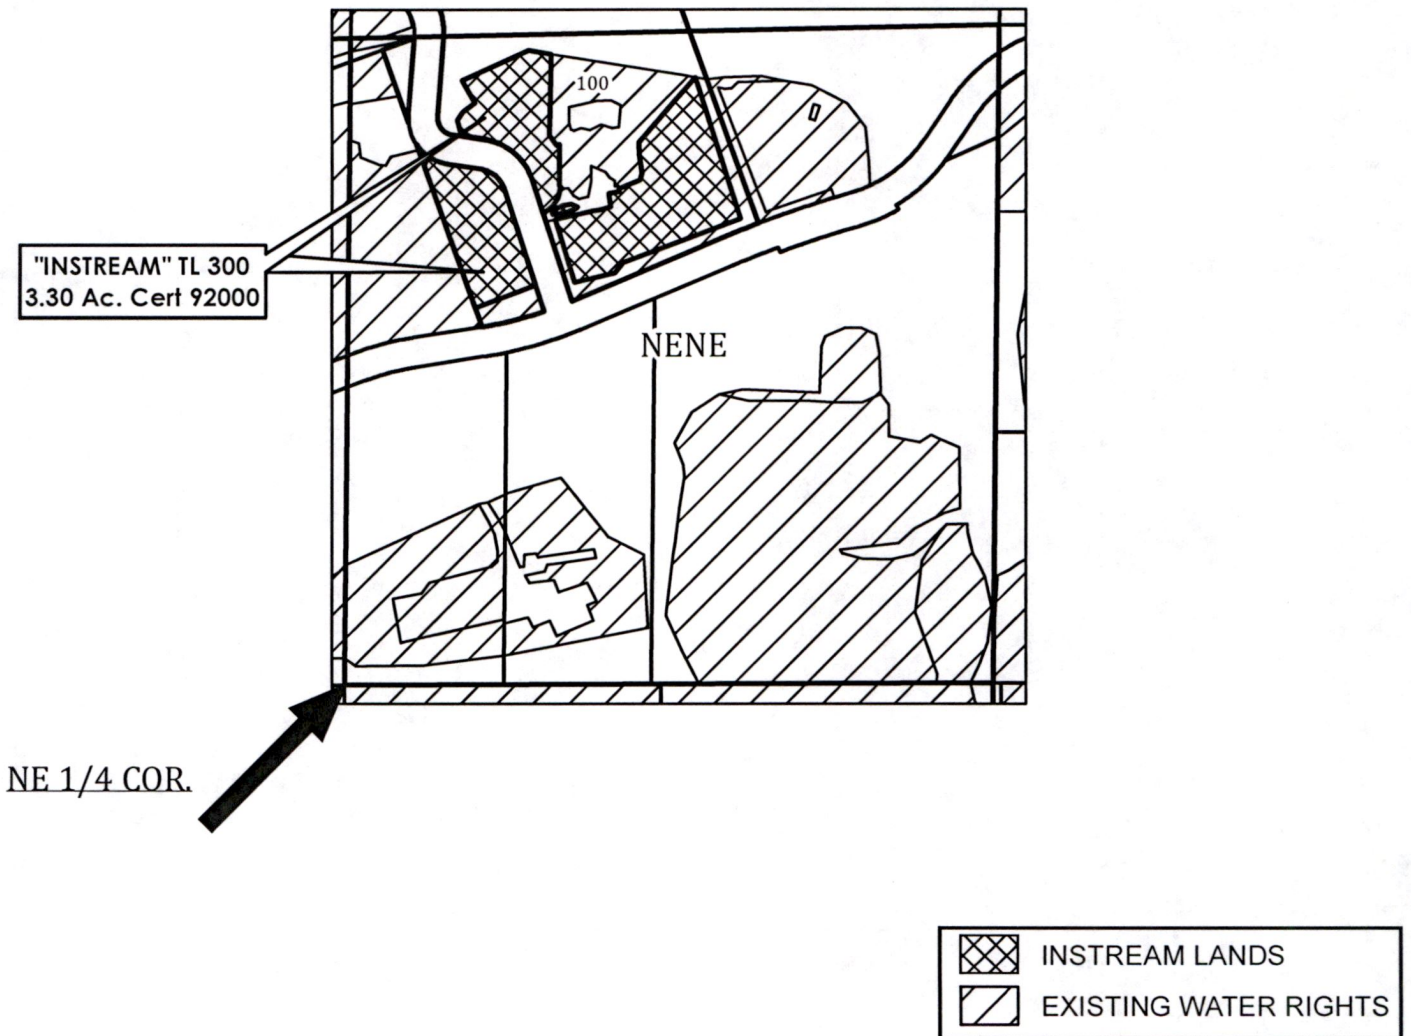 100
"INSTREAM" TL 300
3.30 Ac. Cert 92000
NENE
NE 1/4 COR.
INSTREAM LANDS
EXISTING WATER RIGHTS